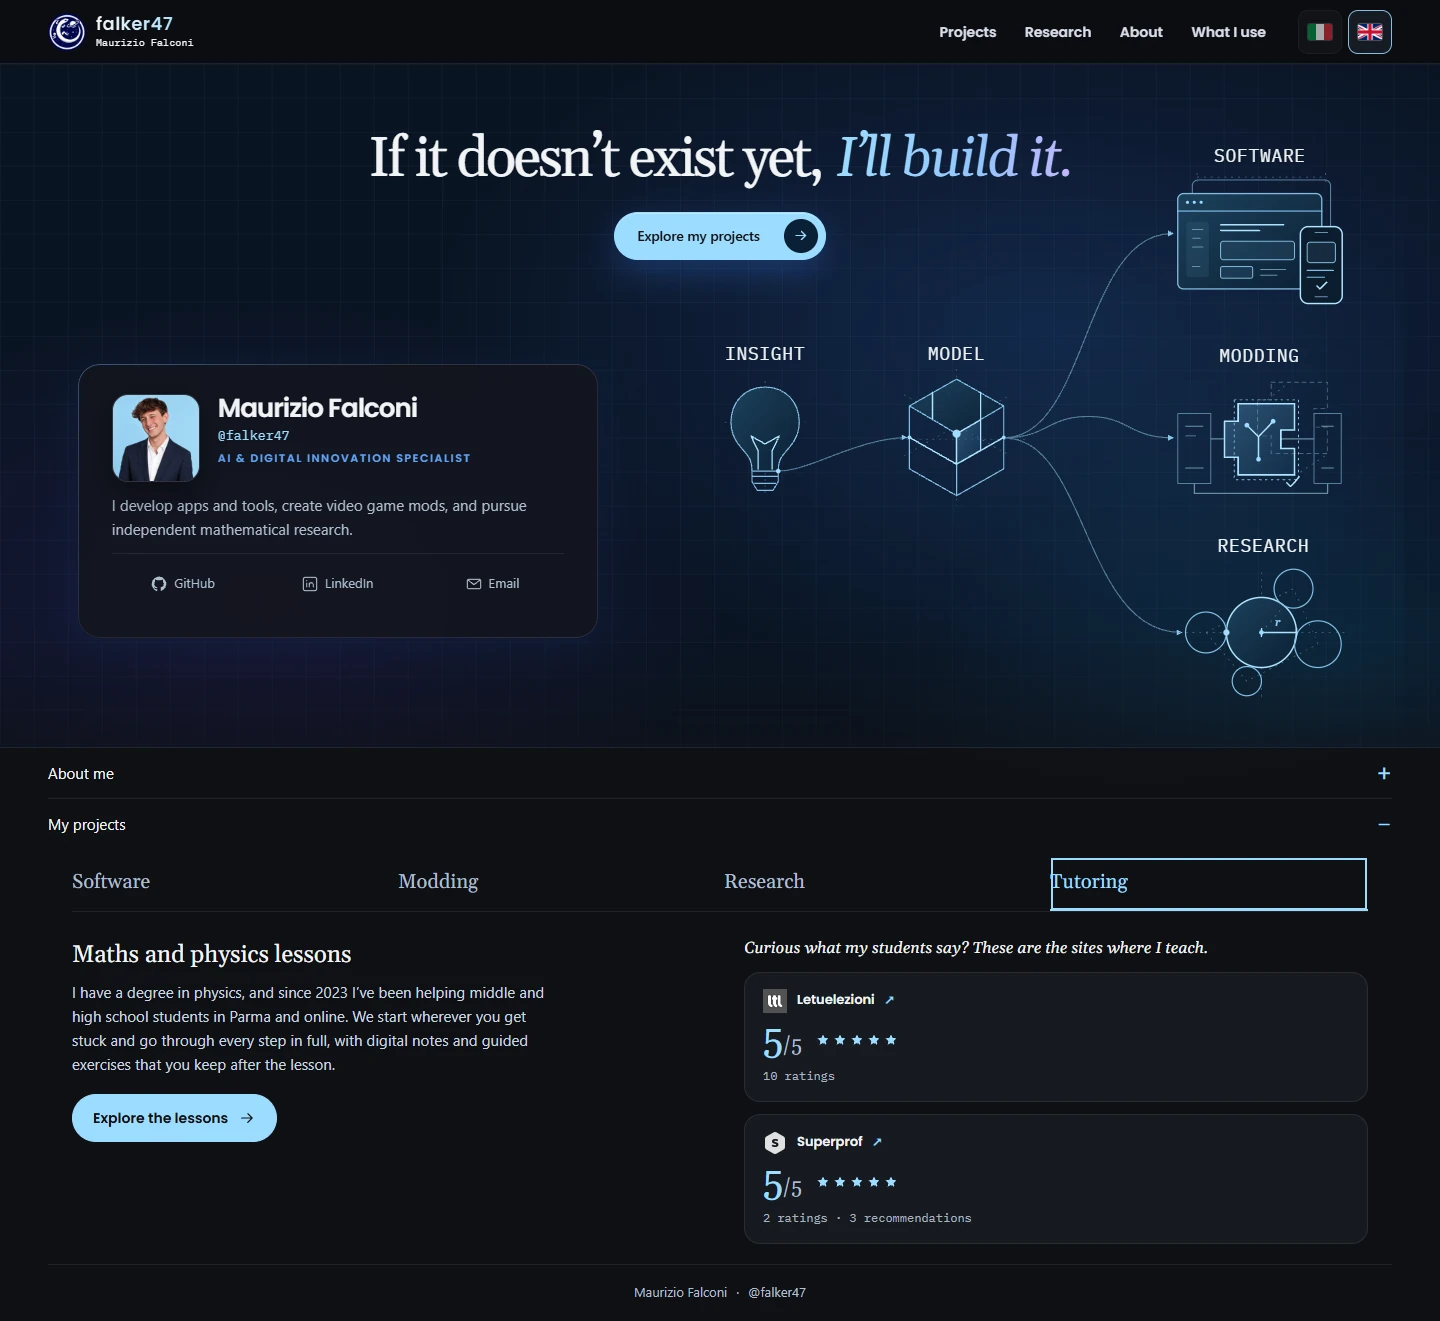 falker47
Maurizio Falconi
Projects
Research
About
What I use
If it doesn’t exist yet, I’ll build it.
Explore my projects
SOFTWARE
INSIGHT
MODEL
MODDING
RESEARCH
r
Maurizio Falconi
@falker47
AI & DIGITAL INNOVATION SPECIALIST
I develop apps and tools, create video game mods, and pursue
independent mathematical research.
GitHub
LinkedIn
Email
About me
My projects
Software
Modding
Research
Tutoring
Maths and physics lessons
I have a degree in physics, and since 2023 I’ve been helping middle and
high school students in Parma and online. We start wherever you get
stuck and go through every step in full, with digital notes and guided
exercises that you keep after the lesson.
Explore the lessons
Curious what my students say? These are the sites where I teach.
Letuelezioni
5/5
10 ratings
S
Superprof
5/5
2 ratings · 3 recommendations
Maurizio Falconi · @falker47